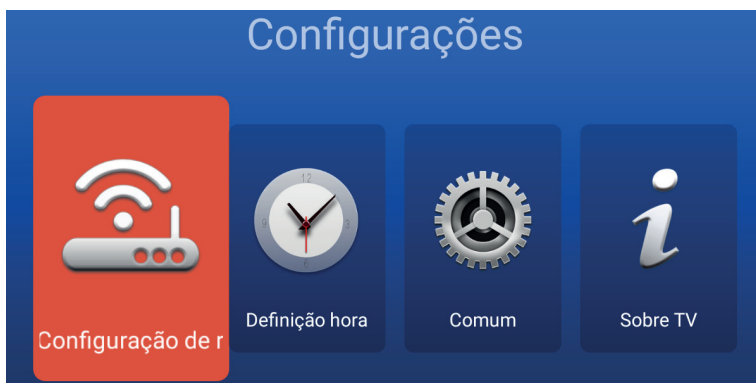 Configurações
Configuração de r
Definição hora
Comum
Sobre TV